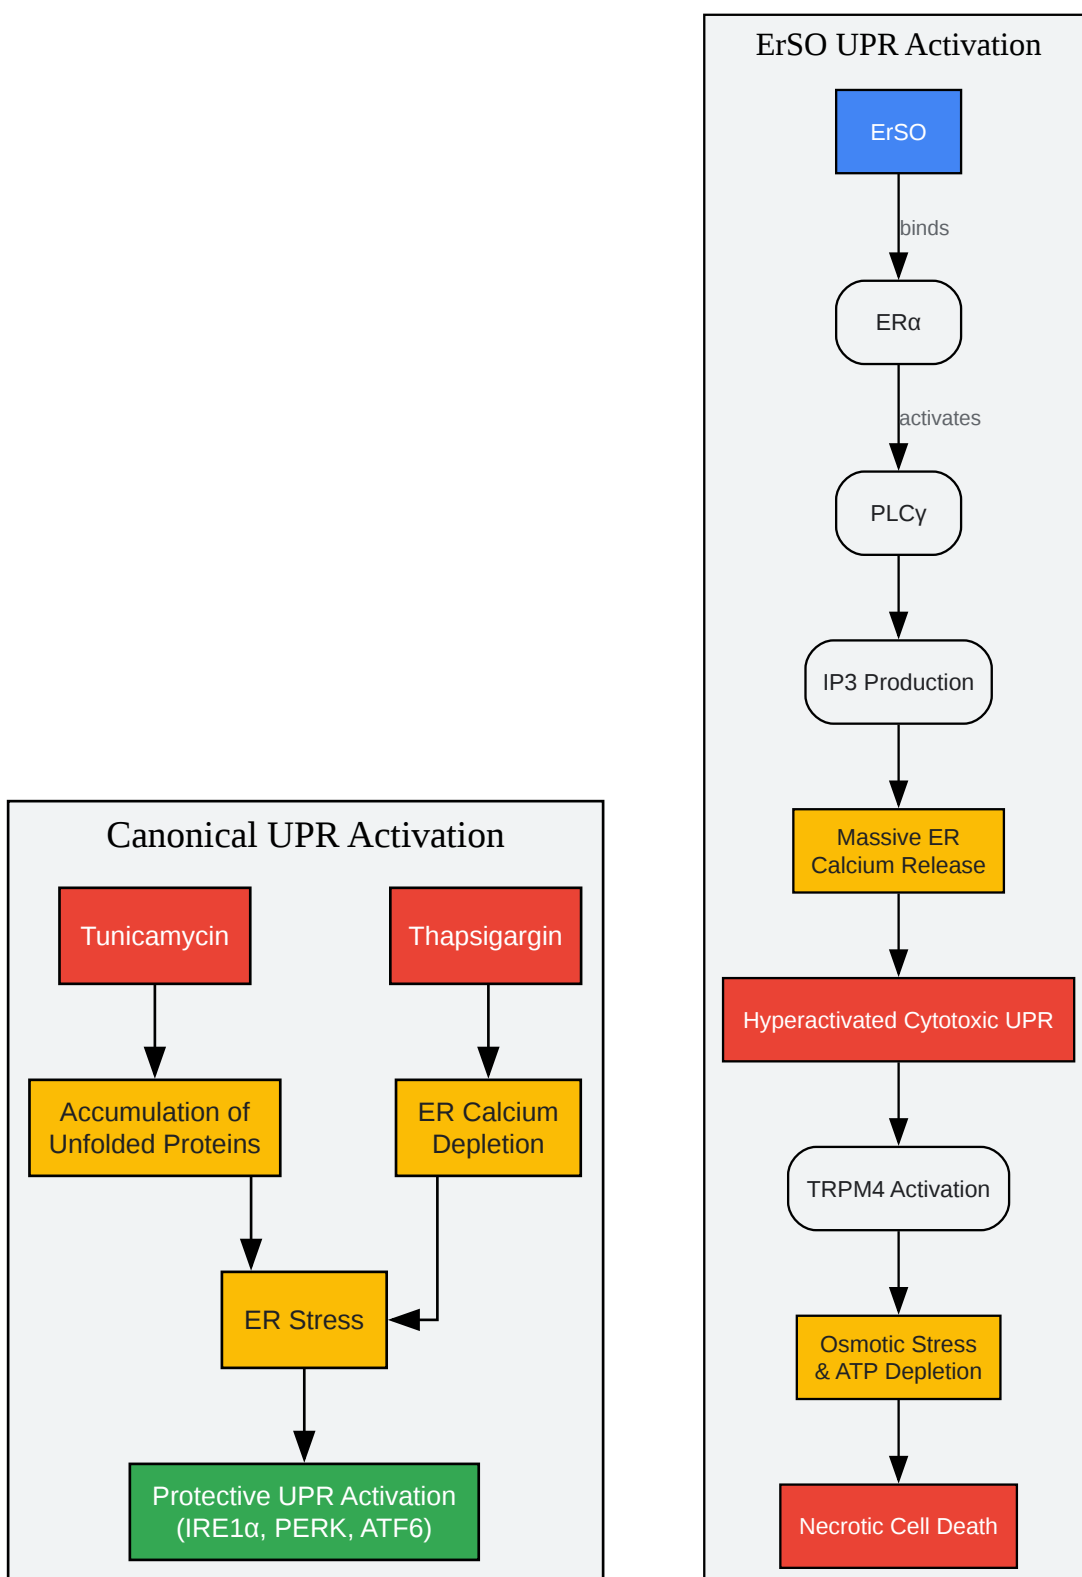 Canonical UPR Activation
Tunicamycin
Thapsigargin
Accumulation of
Unfolded Proteins
ER Calcium
Depletion
ER Stress
Protective UPR Activation
(IRE1α, PERK, ATF6)
ErSO UPR Activation
ErSO
binds
ERα
activates
PLCγ
IP3 Production
Massive ER
Calcium Release
Hyperactivated Cytotoxic UPR
TRPM4 Activation
Osmotic Stress
& ATP Depletion
Necrotic Cell Death